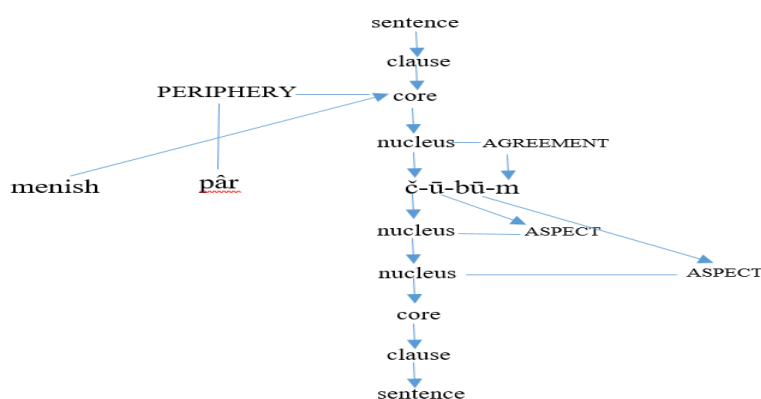 sentence
clause
PERIPHERY core
nucleus AGREEMENT
menish pâr č-ū-bū-m
nucleus ASPECT
nucleus ASPECT
core
clause
sentence